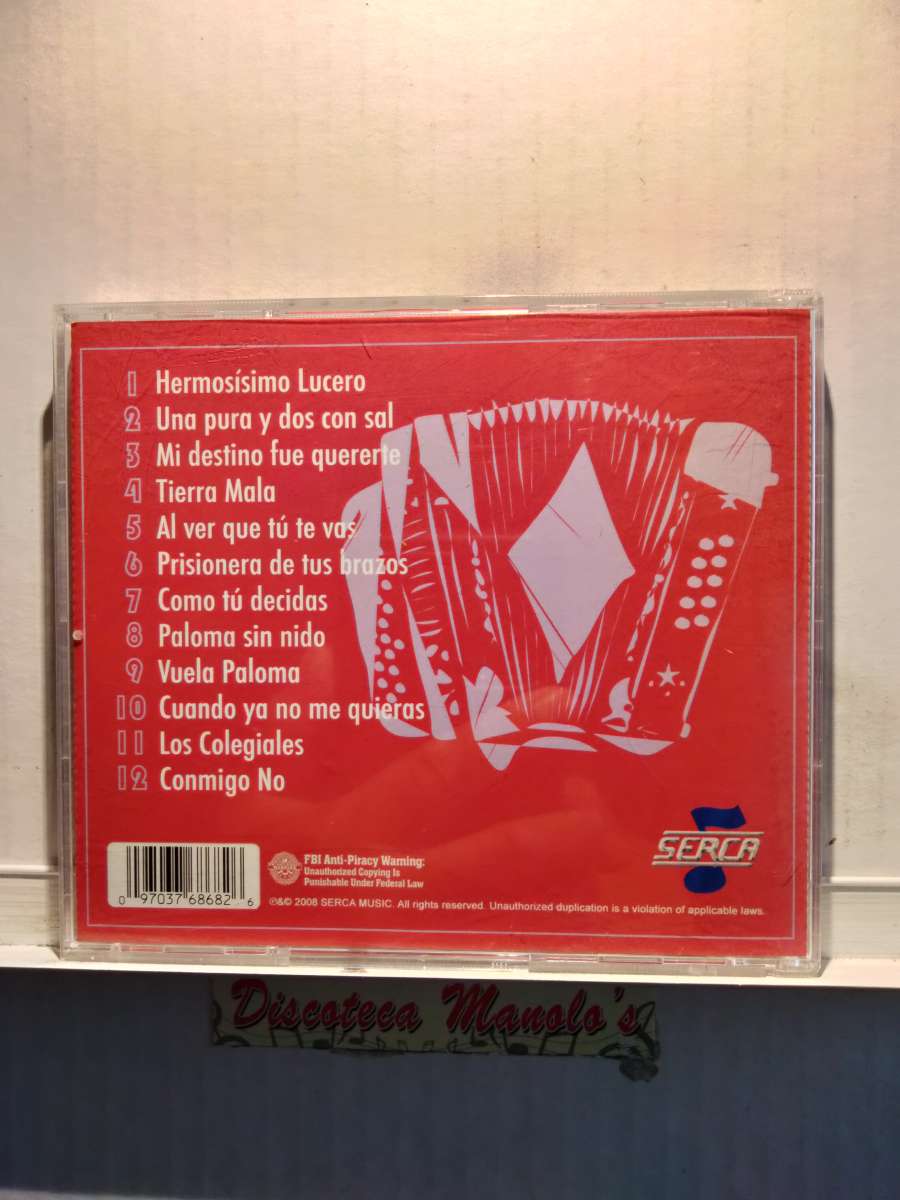 1 Hermosísimo Lucero
2 Una pura y dos con sal
3 Mi destino fue quererte
4 Tierra Mala
5 Al ver que tú te vas
6 Prisionera de tus brazos
7 Como tú decidas
8 Paloma sin nido
9 Vuela Paloma
10 Cuando ya no me quieras
11 Los Colegiales
12 Conmigo No
SERCA
FBI Anti-Piracy Warning:
Unauthorized Copying Is
Punishable Under Federal Law
0 97037 68682 6
℗&© 2008 SERCA MUSIC. All rights reserved. Unauthorized duplication is a violation of applicable laws.
Discoteca Manolo's